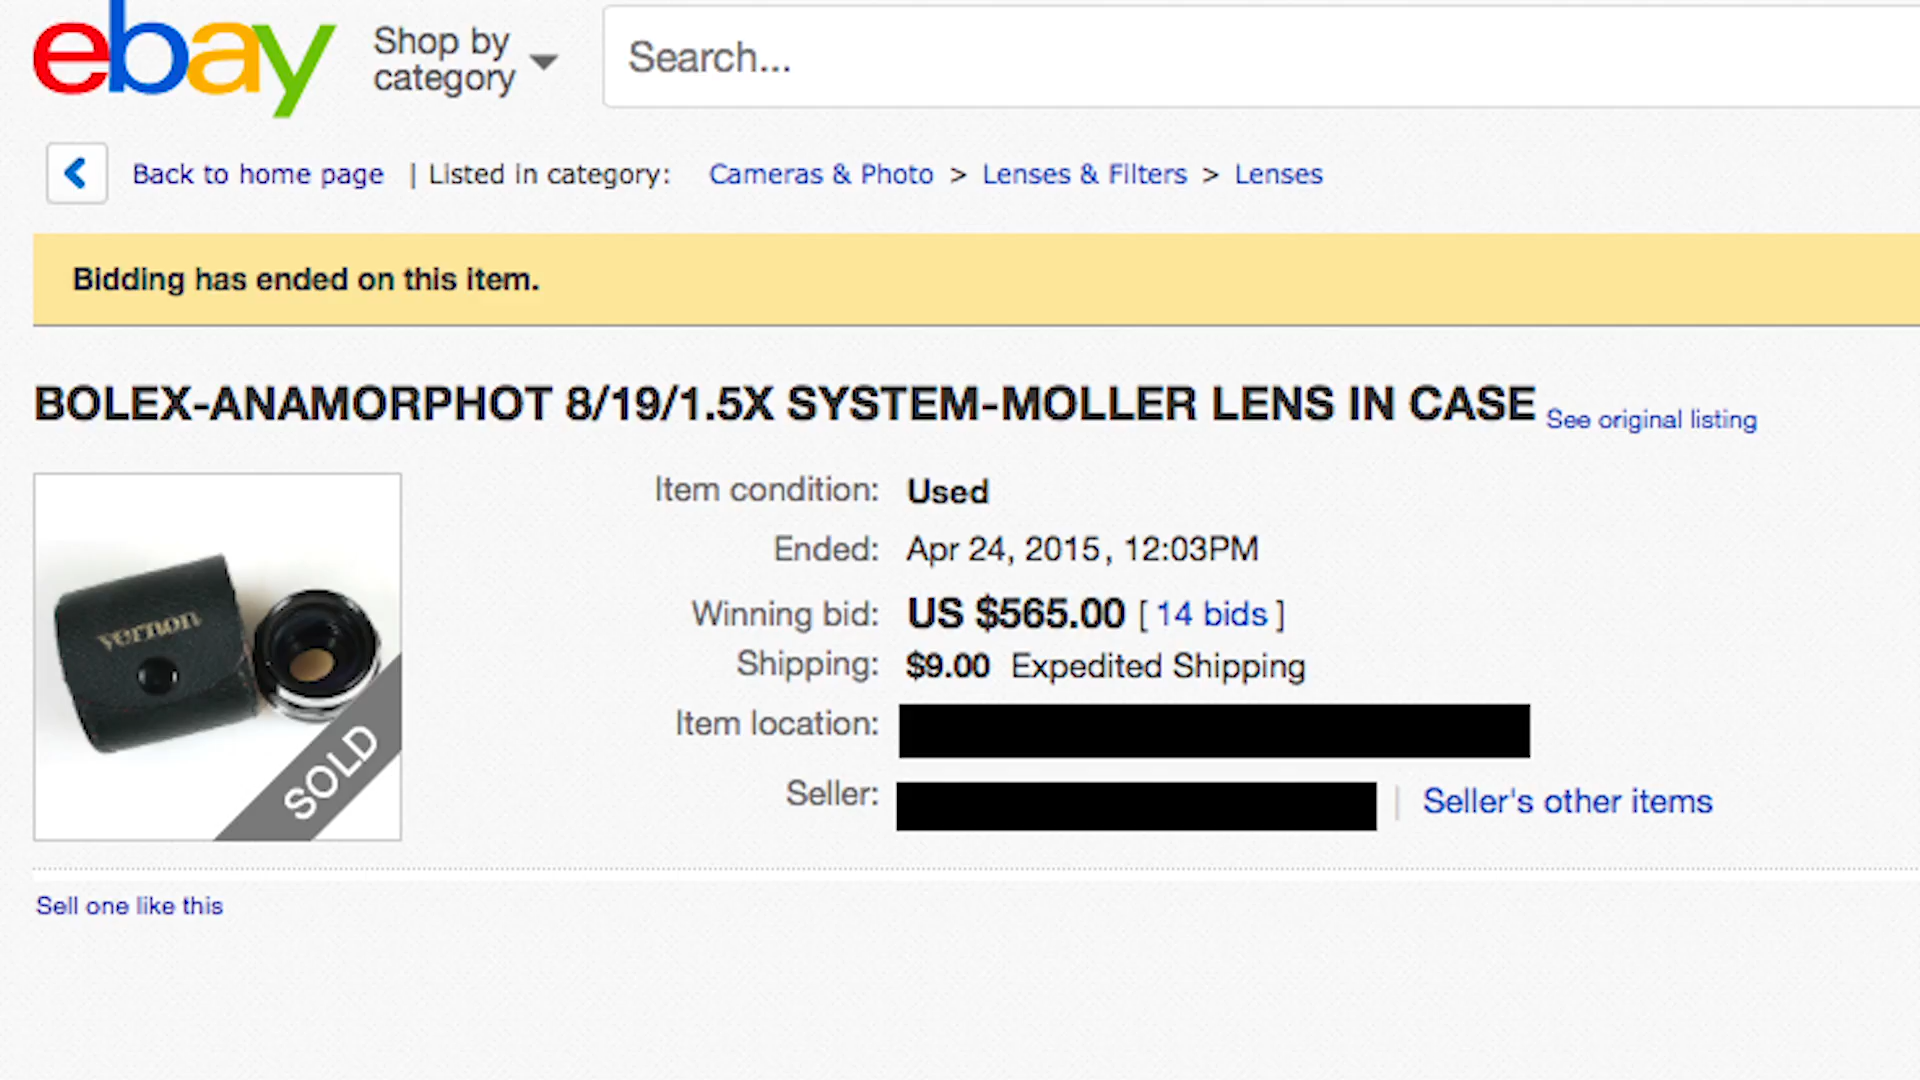 ebay
Shop by
category
Search...
Back to home page | Listed in category: Cameras & Photo > Lenses & Filters > Lenses
Bidding has ended on this item.
BOLEX-ANAMORPHOT 8/19/1.5X SYSTEM-MOLLER LENS IN CASE See original listing
vernon
SOLD
Item condition: Used
Ended: Apr 24, 2015, 12:03PM
Winning bid: US $565.00 [ 14 bids ]
Shipping: $9.00 Expedited Shipping
Item location:
Seller: | Seller's other items
Sell one like this